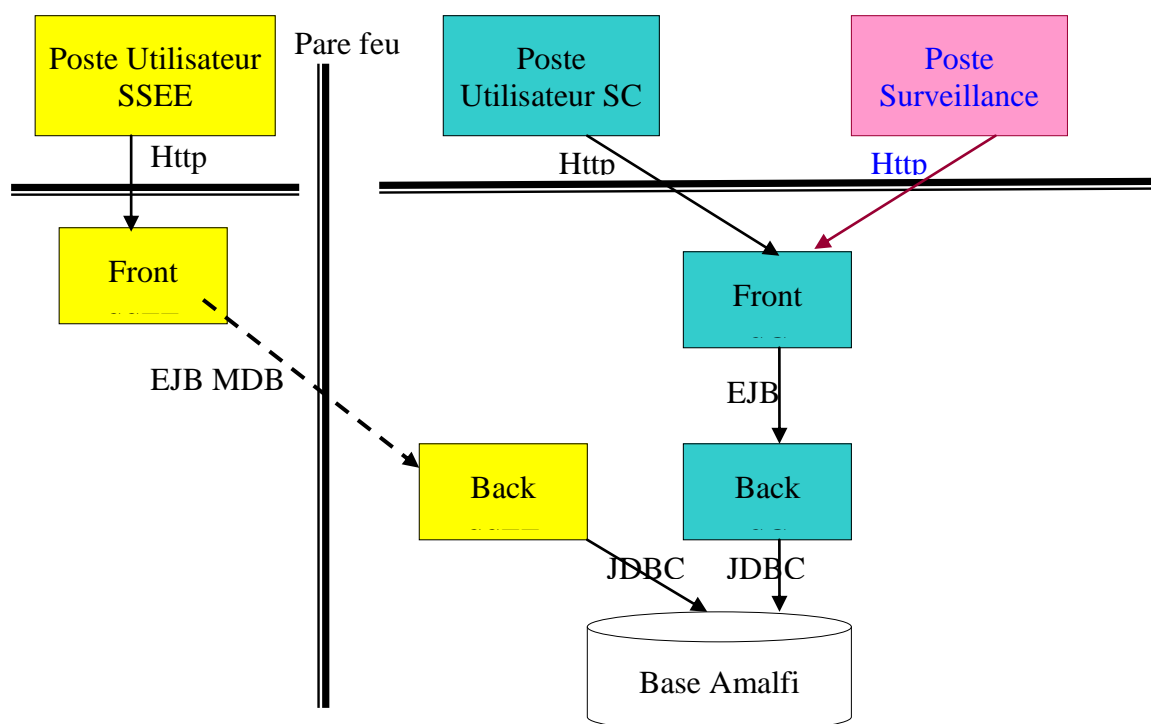 Poste Utilisateur
SSEE
Pare feu
Poste
Utilisateur SC
Poste
Surveillance
Http
Http
Http
Front
Front
EJB MDB
EJB
Back
Back
JDBC
JDBC
Base Amalfi